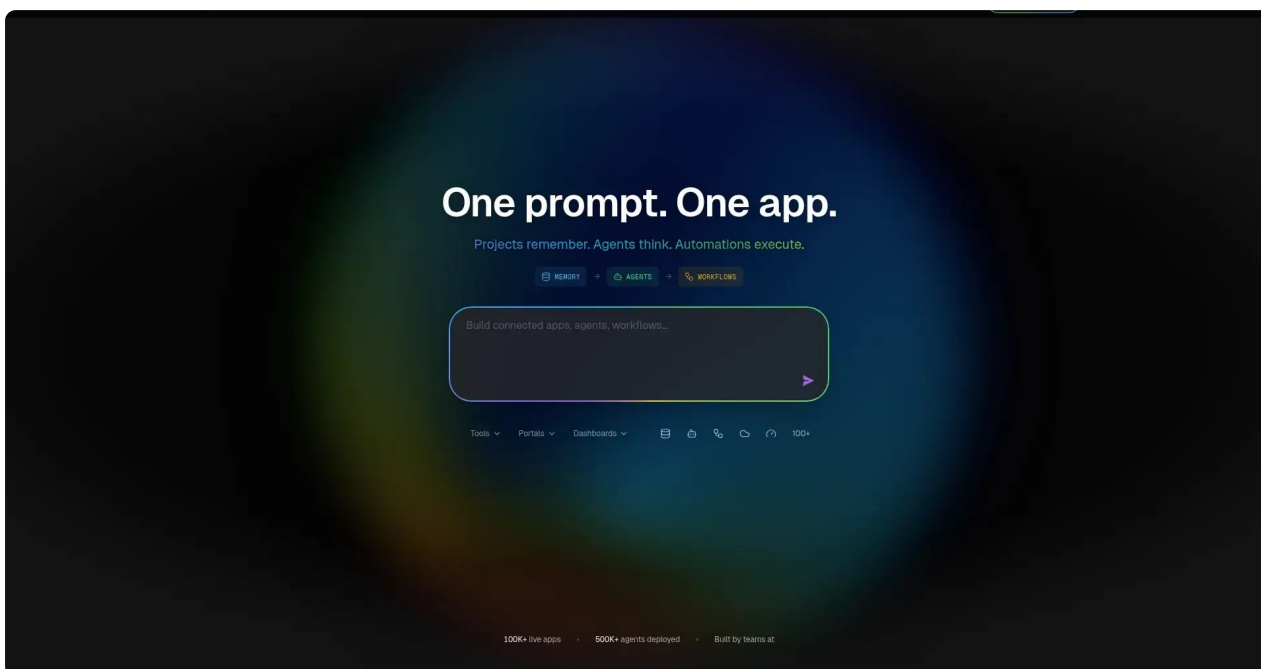 One prompt. One app.
Projects remember. Agents think. Automations execute.
MEMORY → AGENTS → WORKFLOWS
Build connected apps, agents, workflows...
Tools Portals Dashboards 100+
100K+ live apps • 500K+ agents deployed • Built by teams at